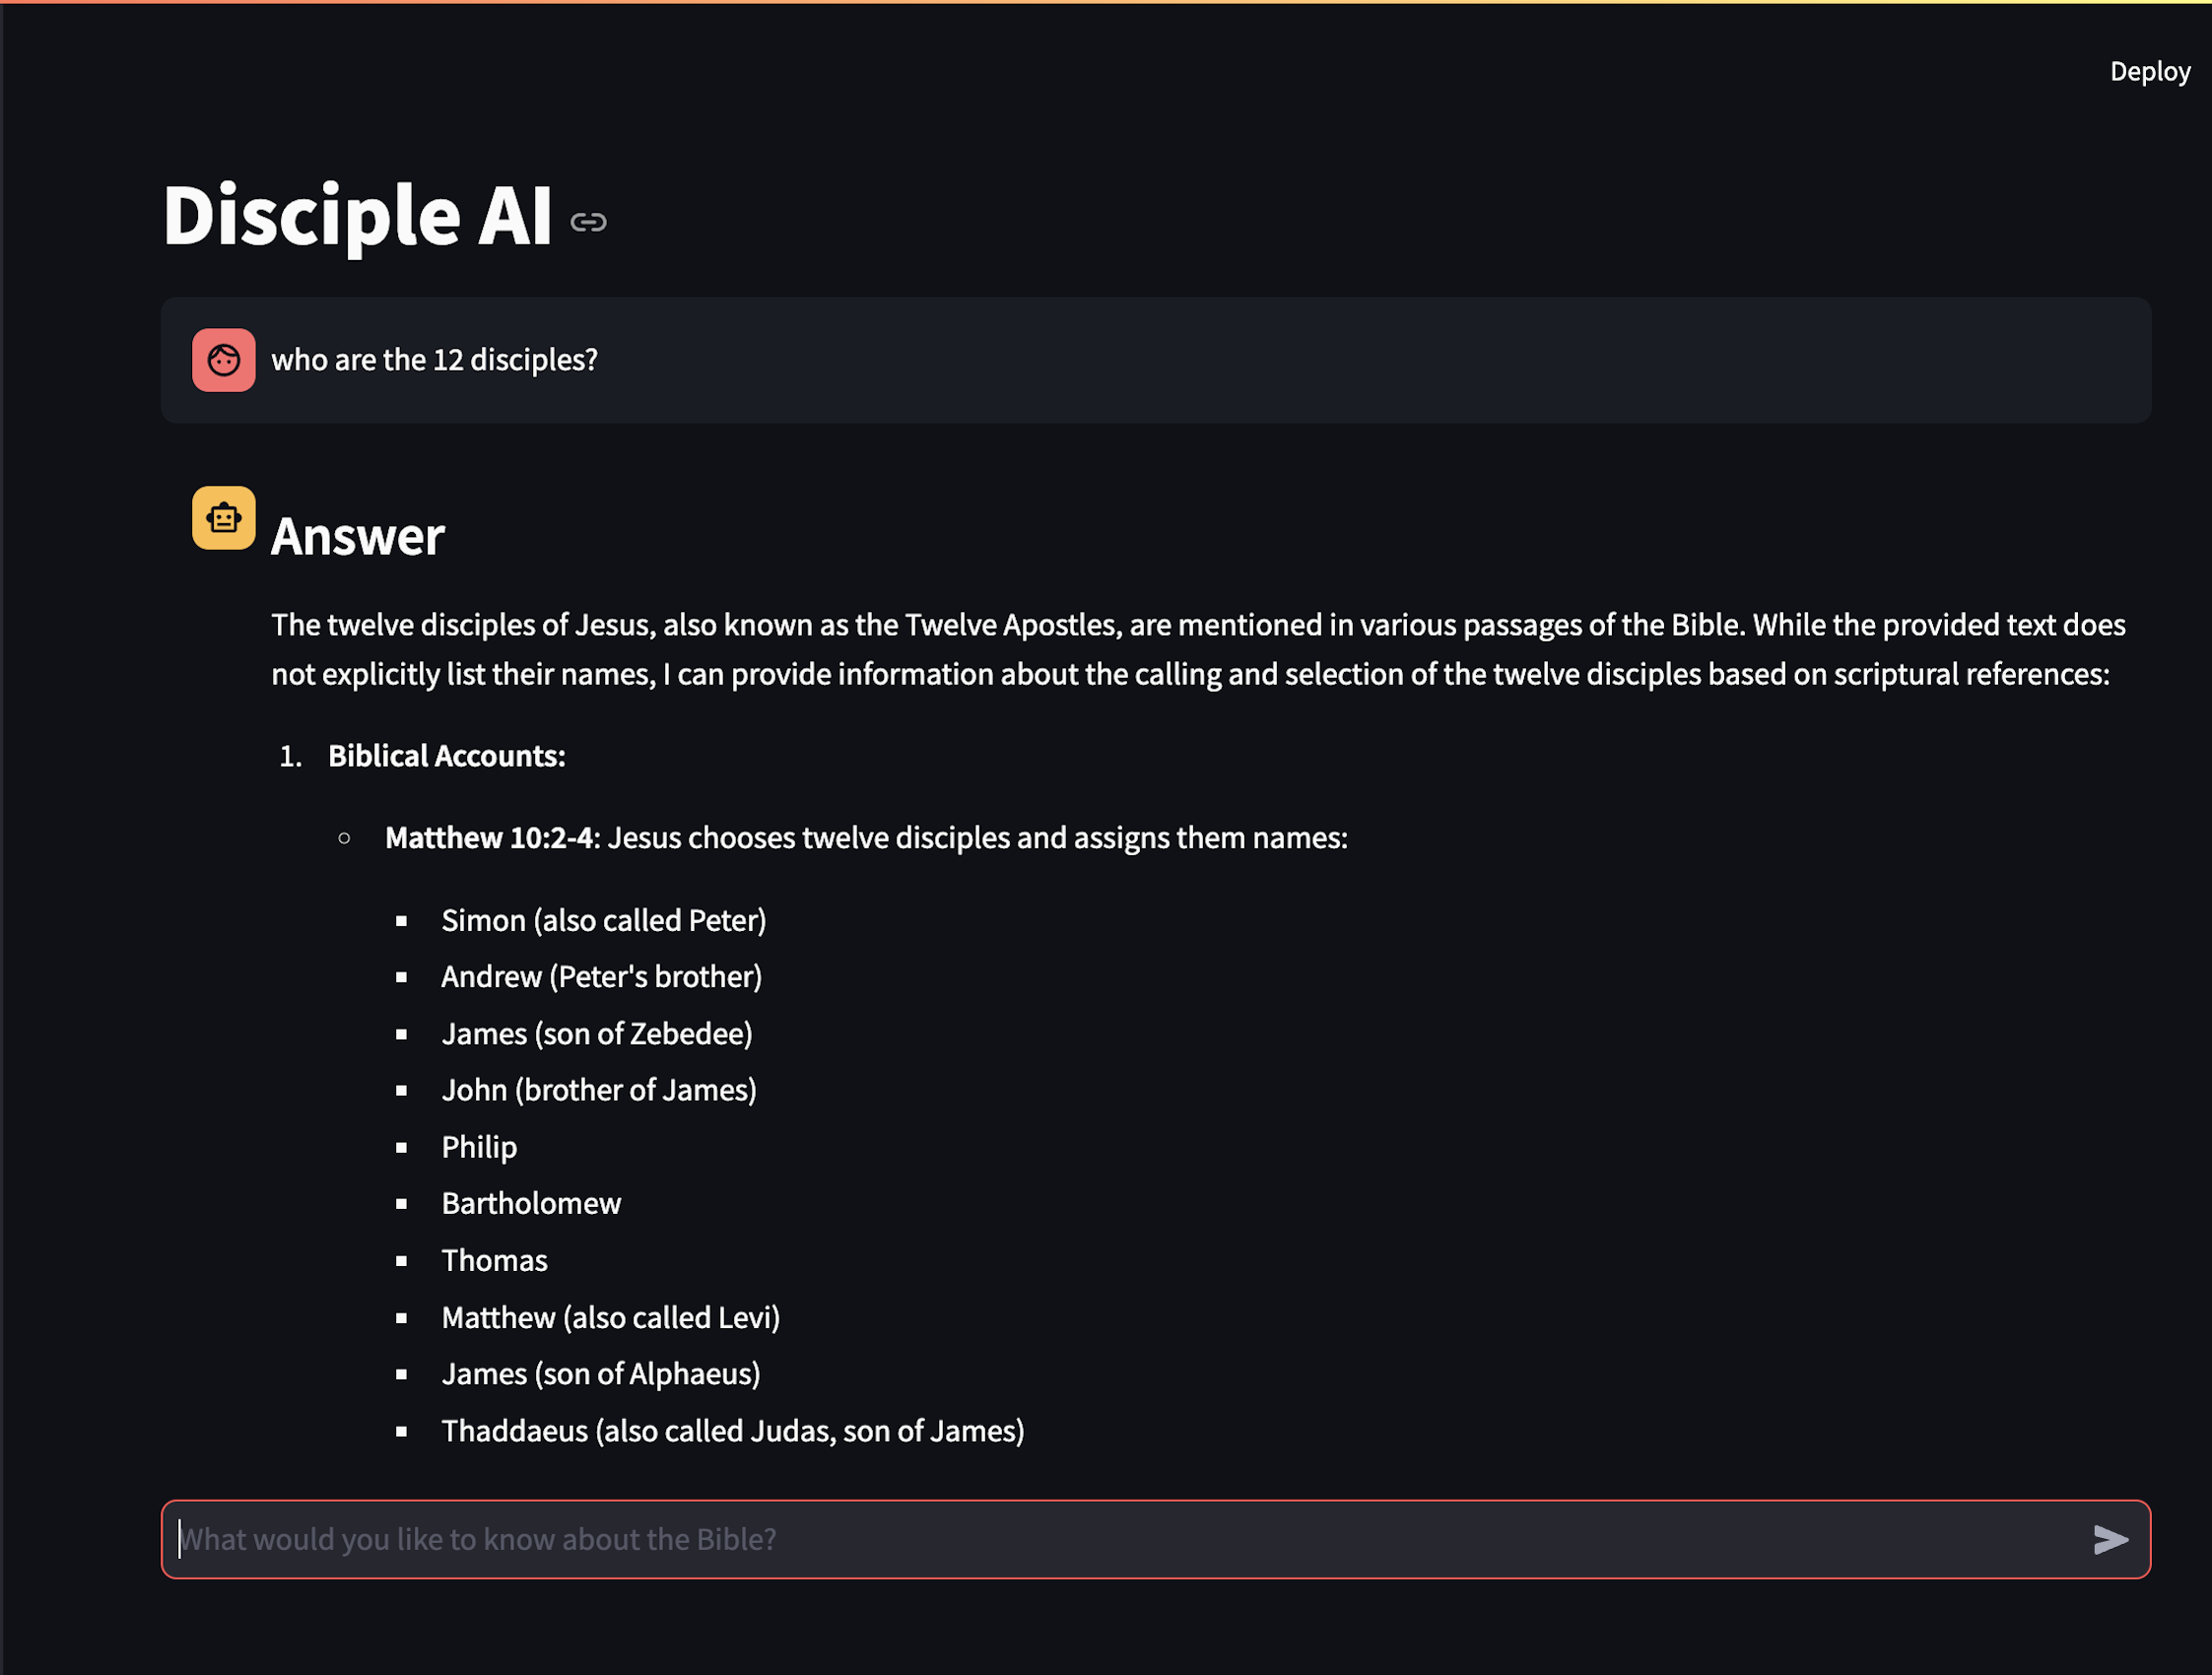 Deploy
Disciple AI
who are the 12 disciples?
Answer
The twelve disciples of Jesus, also known as the Twelve Apostles, are mentioned in various passages of the Bible. While the provided text does
not explicitly list their names, I can provide information about the calling and selection of the twelve disciples based on scriptural references:
1. Biblical Accounts:
Matthew 10:2-4: Jesus chooses twelve disciples and assigns them names:
Simon (also called Peter)
Andrew (Peter's brother)
James (son of Zebedee)
John (brother of James)
Philip
Bartholomew
Thomas
Matthew (also called Levi)
James (son of Alphaeus)
Thaddaeus (also called Judas, son of James)
What would you like to know about the Bible?